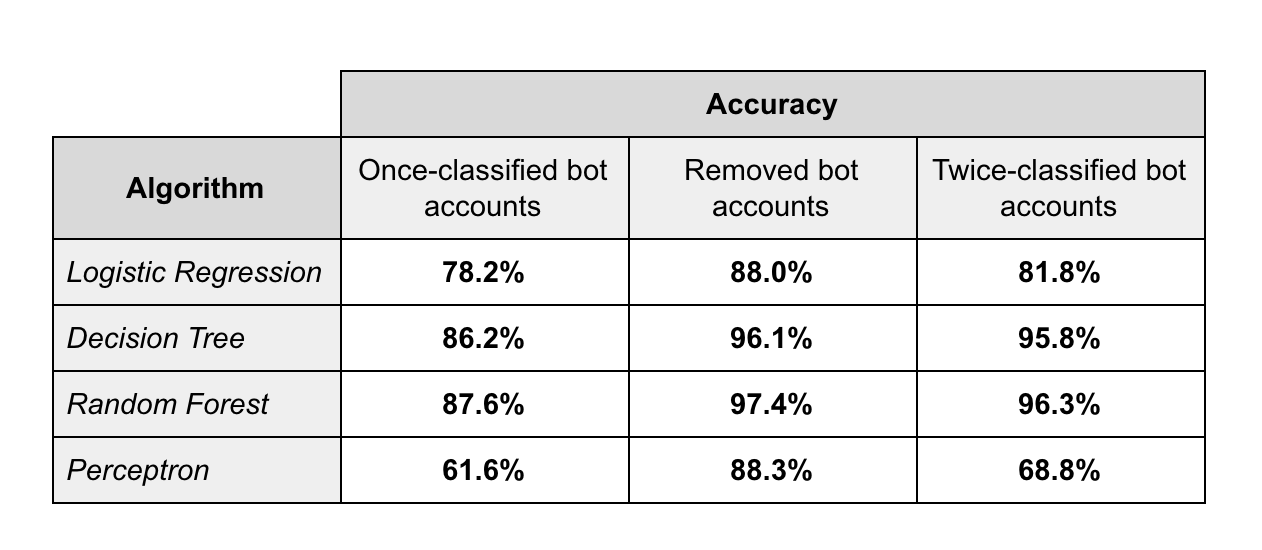 Accuracy
Algorithm
Once-classified bot
accounts
Removed bot
accounts
Twice-classified bot
accounts
Logistic Regression 78.2% 88.0% 81.8%
Decision Tree 86.2% 96.1% 95.8%
Random Forest 87.6% 97.4% 96.3%
Perceptron 61.6% 88.3% 68.8%